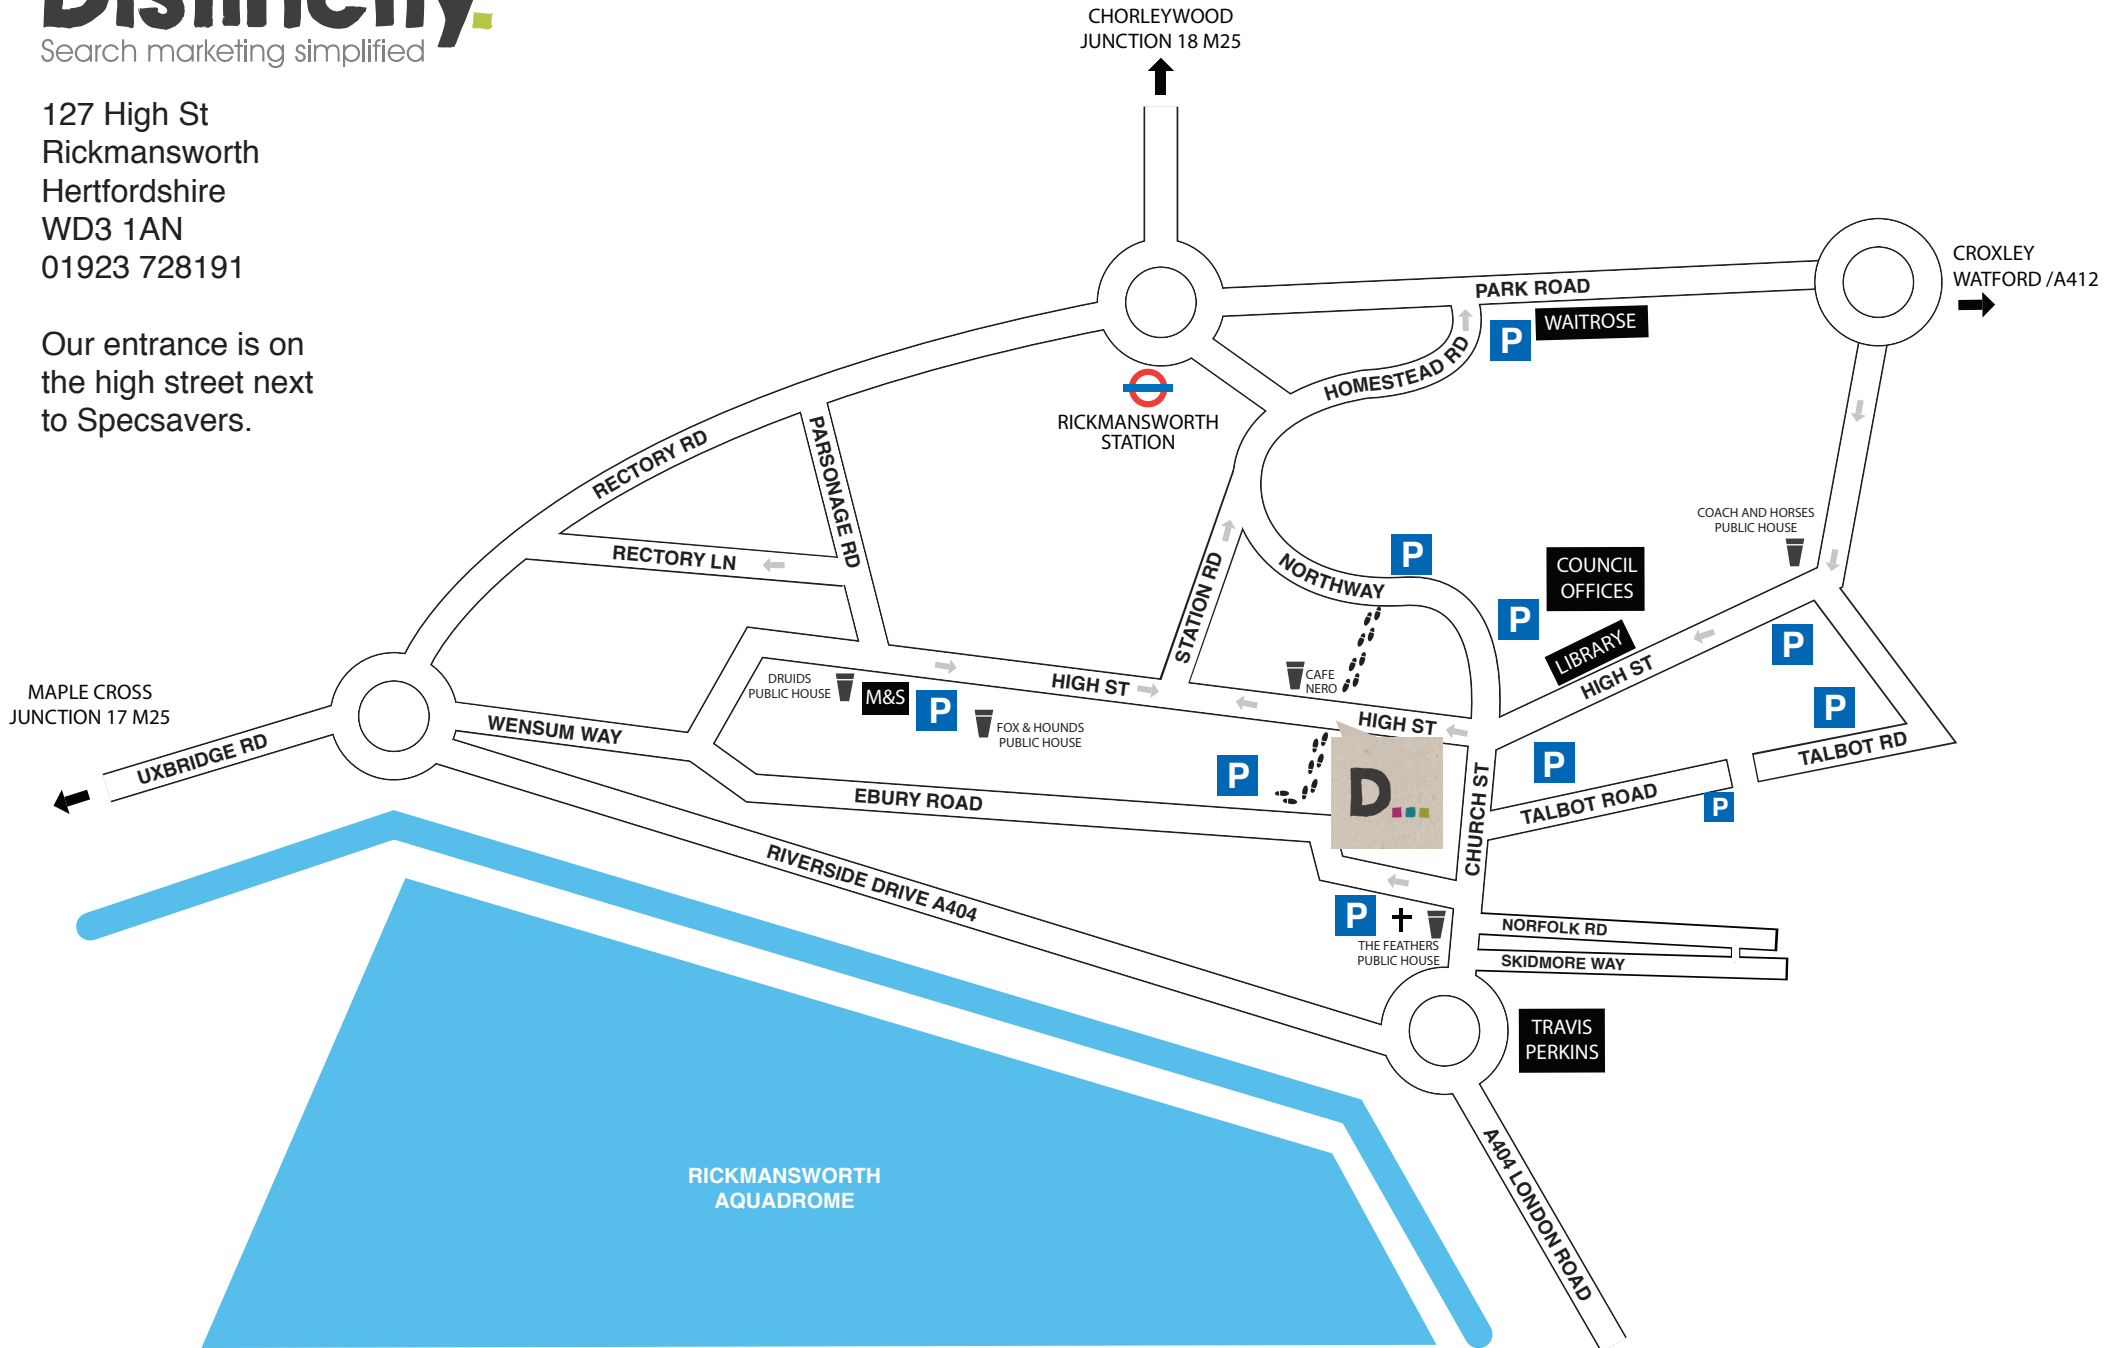 Distinctly.
Search marketing simplified
127 High St
Rickmansworth
Hertfordshire
WD3 1AN
01923 728191
Our entrance is on
the high street next
to Specsavers.
CHORLEYWOOD
JUNCTION 18 M25
CROXLEY
WATFORD /A412
PARK ROAD
P
WAITROSE
HOMESTEAD RD
RICKMANSWORTH
STATION
RECTORY RD
PARSONAGE RD
RECTORY LN
STATION RD
NORTHWAY
P
P
COUNCIL
OFFICES
COACH AND HORSES
PUBLIC HOUSE
LIBRARY
HIGH ST
P
P
TALBOT RD
MAPLE CROSS
JUNCTION 17 M25
UXBRIDGE RD
WENSUM WAY
DRUIDS
PUBLIC HOUSE
M&S
P
FOX & HOUNDS
PUBLIC HOUSE
HIGH ST
CAFE
NERO
HIGH ST
P
D...
P
CHURCH ST
TALBOT ROAD
P
EBURY ROAD
RIVERSIDE DRIVE A404
P
THE FEATHERS
PUBLIC HOUSE
NORFOLK RD
SKIDMORE WAY
TRAVIS
PERKINS
A404 LONDON ROAD
RICKMANSWORTH
AQUADROME